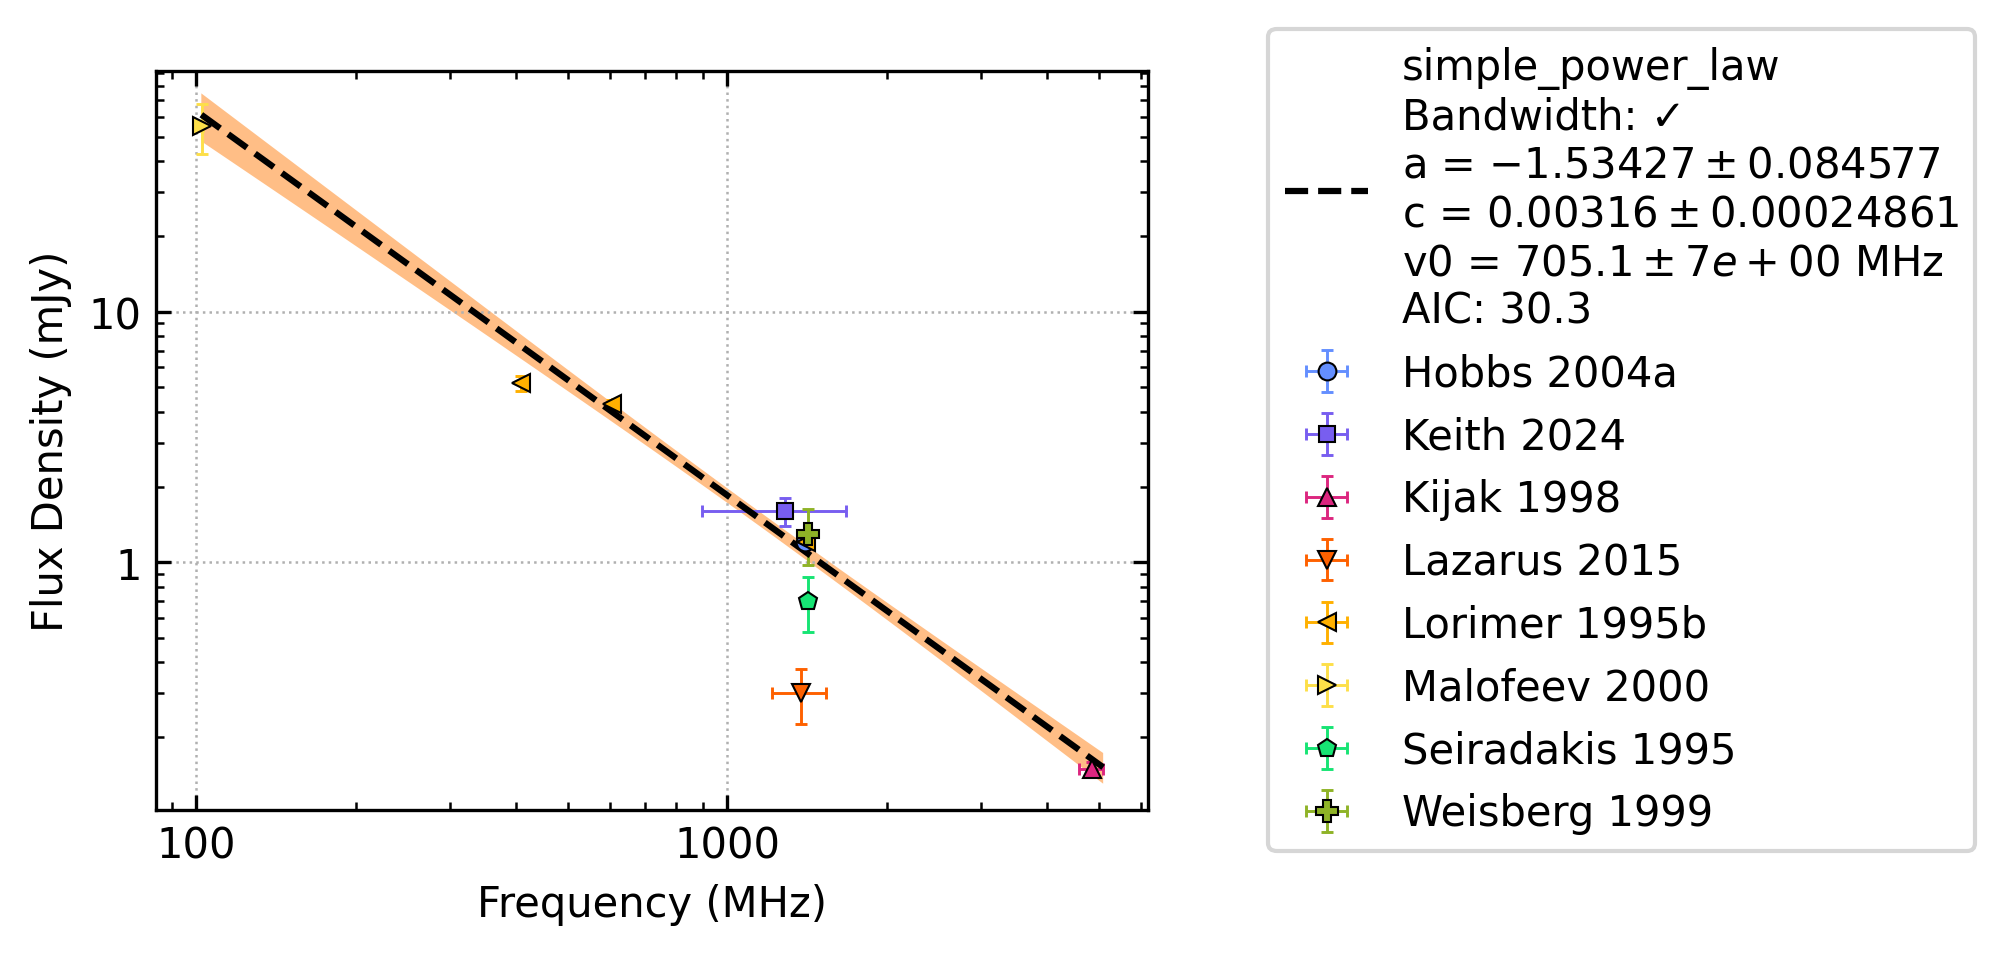 simple_power_law
Bandwidth: ✓
a = −1.53427 ± 0.084577
c = 0.00316 ± 0.00024861
v0 = 705.1 ± 7e + 00 MHz
AIC: 30.3
Hobbs 2004a
Keith 2024
Kijak 1998
Lazarus 2015
Lorimer 1995b
Malofeev 2000
Seiradakis 1995
Weisberg 1999
Flux Density (mJy)
10
1
100
1000
Frequency (MHz)